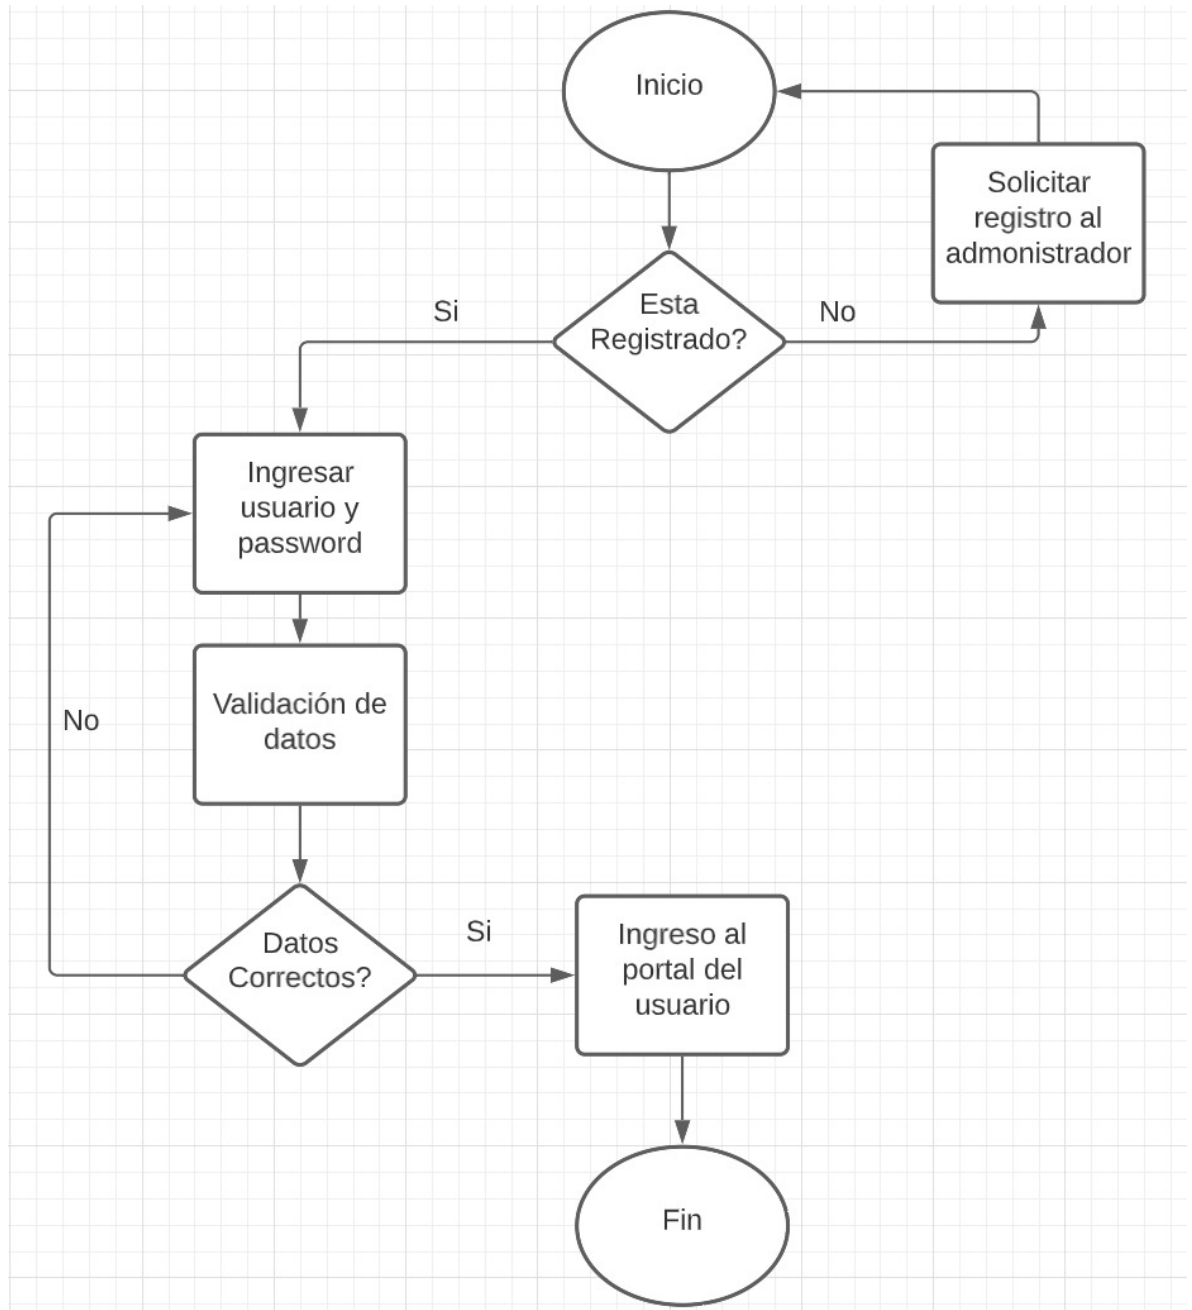 Inicio
Solicitar
registro al
admonistrador
Esta
Registrado?
Si
No
Ingresar
usuario y
password
Validación de
datos
No
Datos
Correctos?
Si
Ingreso al
portal del
usuario
Fin